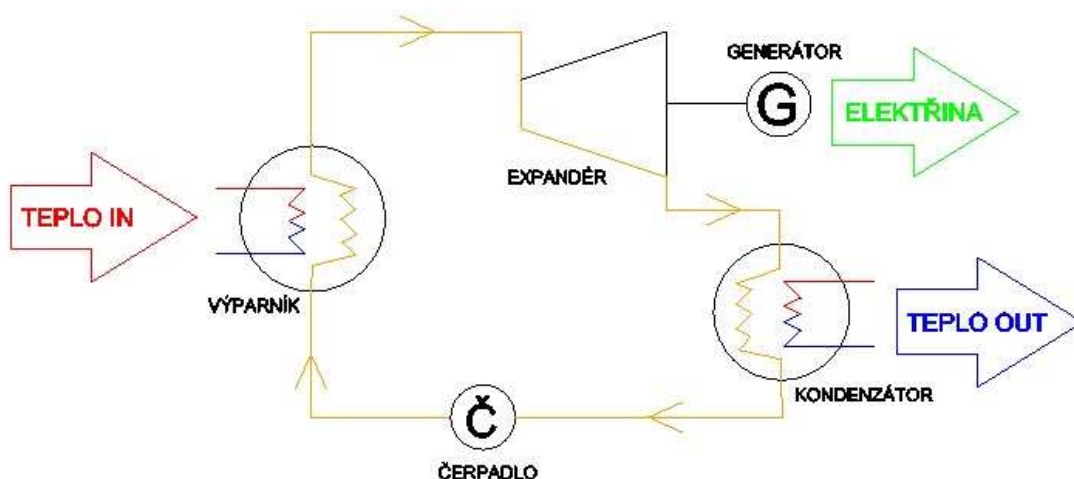 GENERÁTOR
G
ELEKTŘINA
EXPANDÉR
TEPLO IN
VÝPARNÍK
TEPLO OUT
KONDENZÁTOR
Č
ČERPADLO